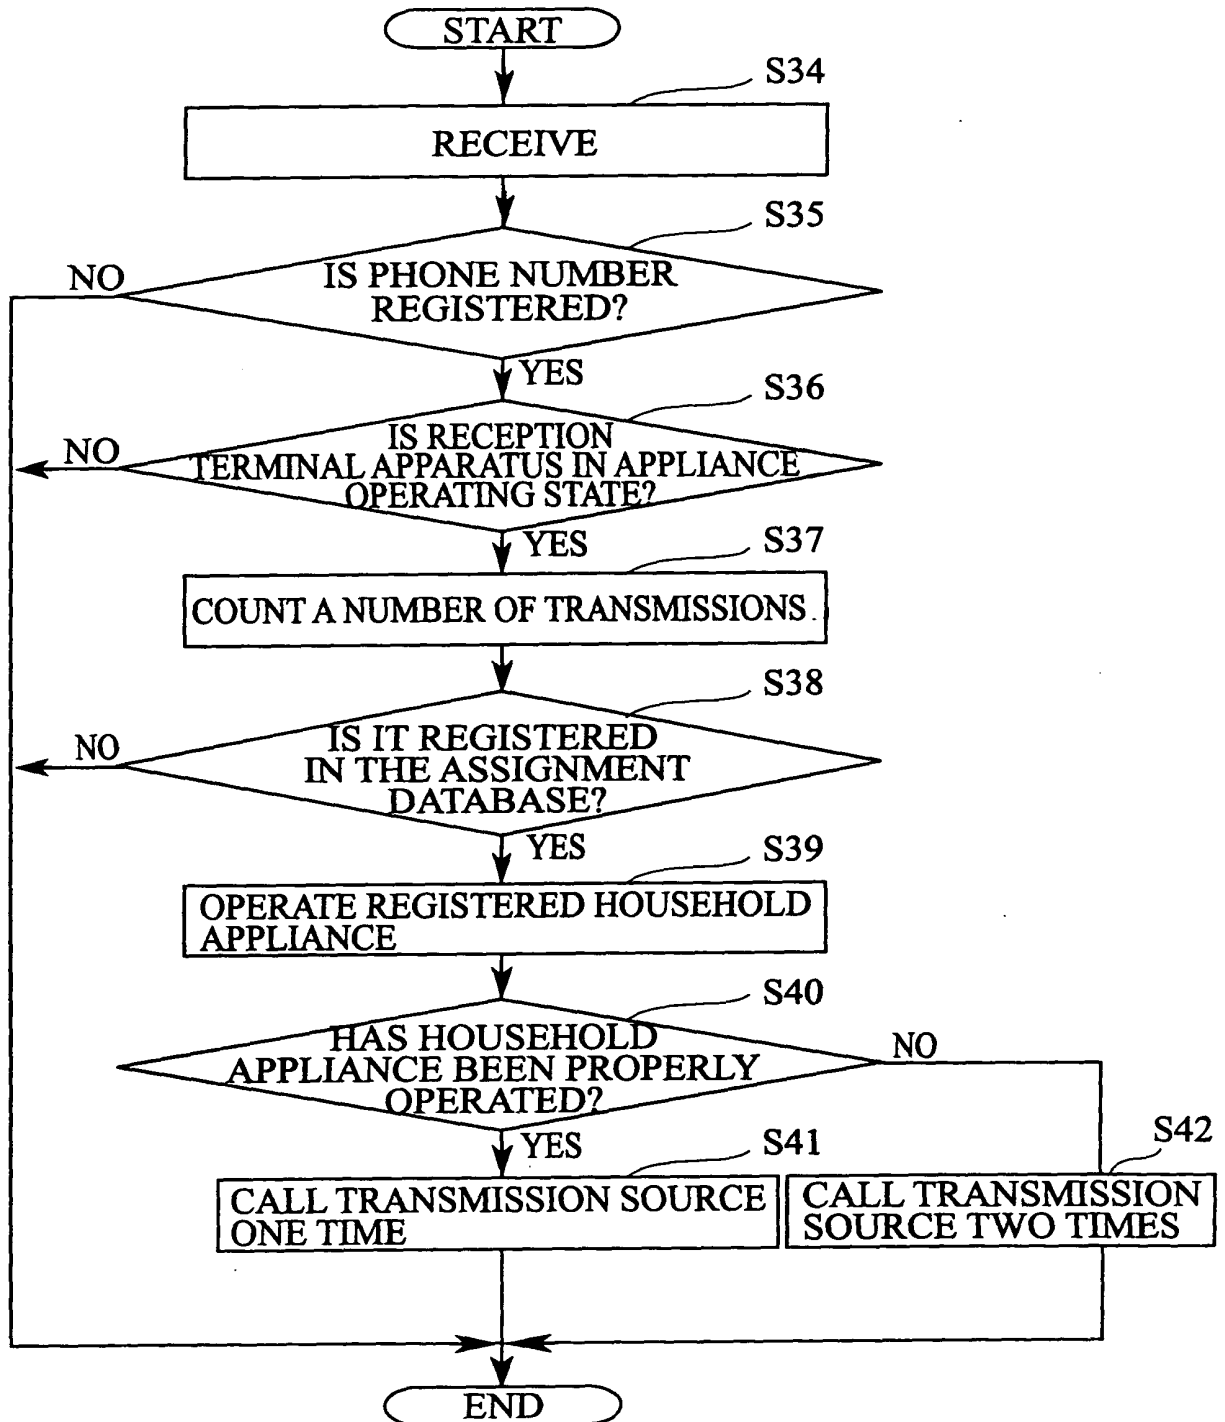 START
S34
RECEIVE
S35
NO
IS PHONE NUMBER
REGISTERED?
YES
S36
NO
IS RECEPTION
TERMINAL APPARATUS IN APPLIANCE
OPERATING STATE?
YES
S37
COUNT A NUMBER OF TRANSMISSIONS
S38
NO
IS IT REGISTERED
IN THE ASSIGNMENT
DATABASE?
YES
S39
OPERATE REGISTERED HOUSEHOLD
APPLIANCE
S40
HAS HOUSEHOLD
APPLIANCE BEEN PROPERLY
OPERATED?
NO
YES
S41
CALL TRANSMISSION SOURCE
ONE TIME
S42
CALL TRANSMISSION
SOURCE TWO TIMES
END